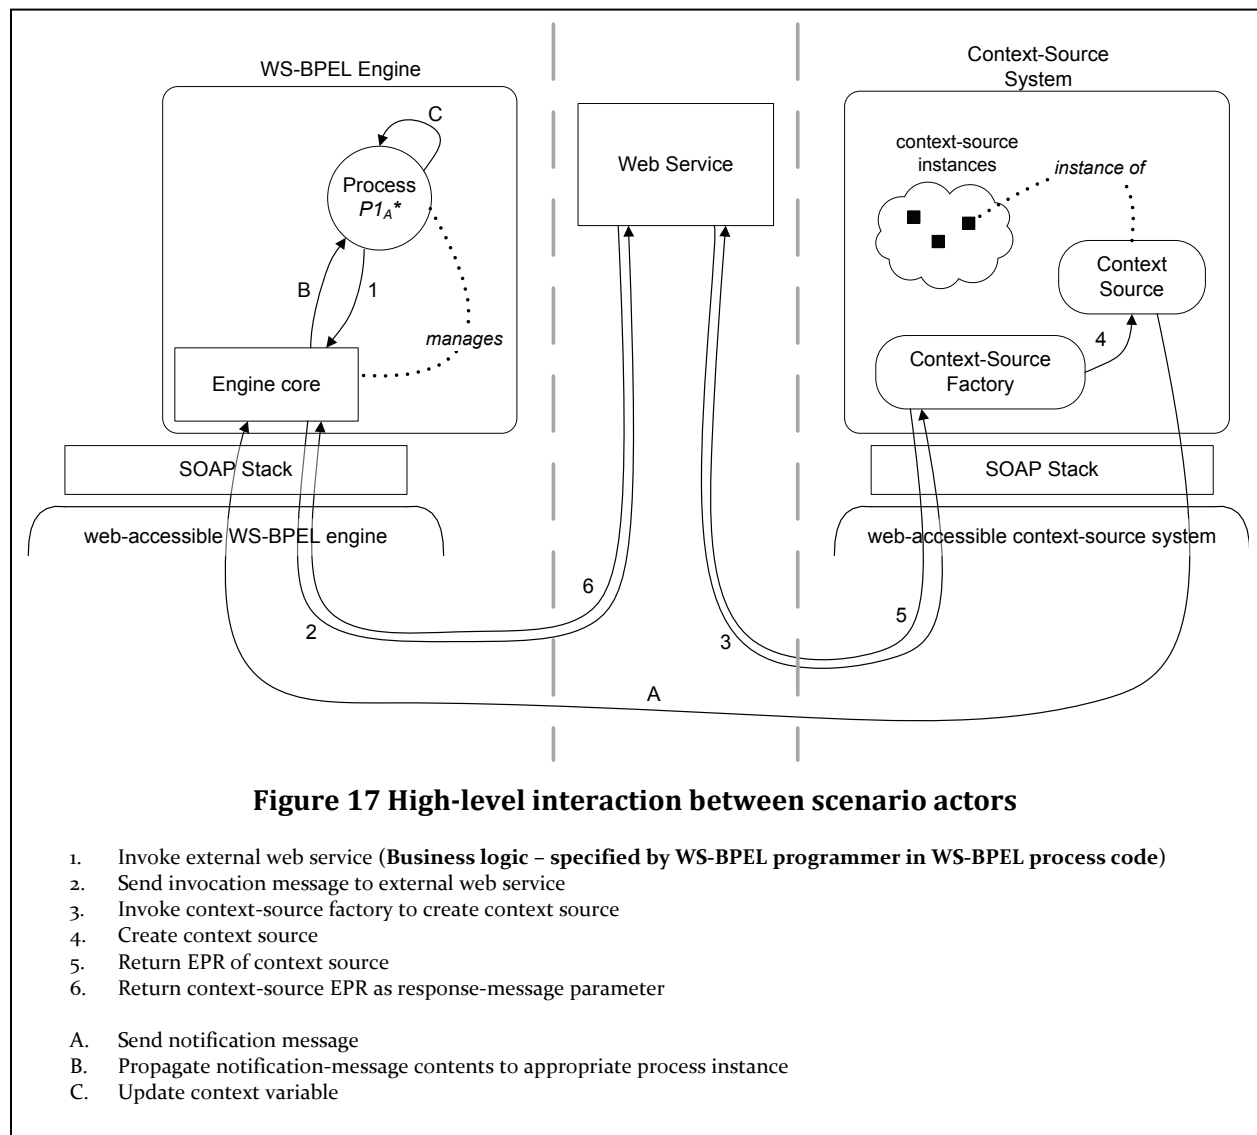 WS-BPEL Engine
Context-Source
System
C
Process
P1A*
B
1
manages
Engine core
SOAP Stack
web-accessible WS-BPEL engine
Web Service
context-source
instances
instance of
Context
Source
4
Context-Source
Factory
SOAP Stack
web-accessible context-source system
6
2
5
3
A
Figure 17 High-level interaction between scenario actors
1. Invoke external web service (Business logic – specified by WS-BPEL programmer in WS-BPEL process code)
2. Send invocation message to external web service
3. Invoke context-source factory to create context source
4. Create context source
5. Return EPR of context source
6. Return context-source EPR as response-message parameter
A. Send notification message
B. Propagate notification-message contents to appropriate process instance
C. Update context variable